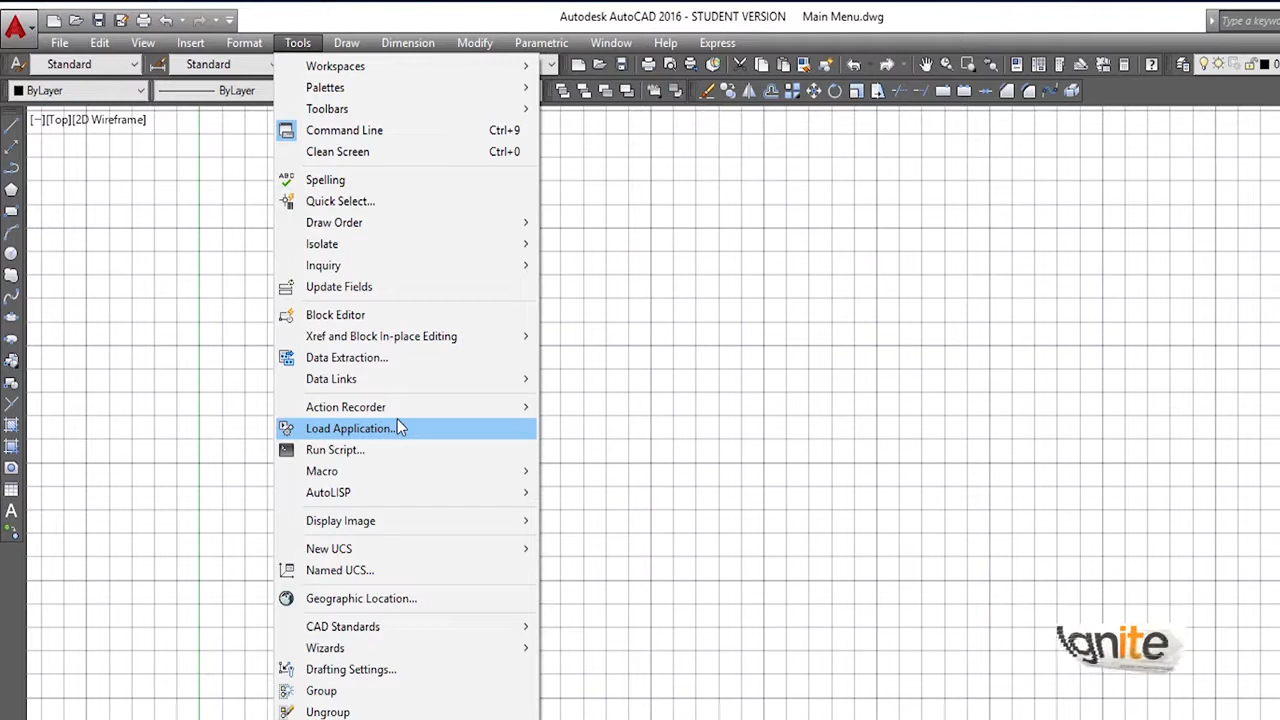 Autodesk AutoCAD 2016 - STUDENT VERSION Main Menu.dwg
Type a key
File Edit View Insert Format Tools Draw Dimension Modify Parametric Window Help Express
Standard Standard
ByLayer ByLayer
[−][Top][2D Wireframe]
Workspaces
Palettes
Toolbars
Command Line Ctrl+9
Clean Screen Ctrl+0
ABC Spelling
Quick Select...
Draw Order
Isolate
Inquiry
Update Fields
Block Editor
Xref and Block In-place Editing
Data Extraction...
Data Links
Action Recorder
Load Application...
Run Script...
Macro
AutoLISP
Display Image
New UCS
Named UCS...
Geographic Location...
CAD Standards
Wizards
Drafting Settings...
Group
Ungroup
Ignite